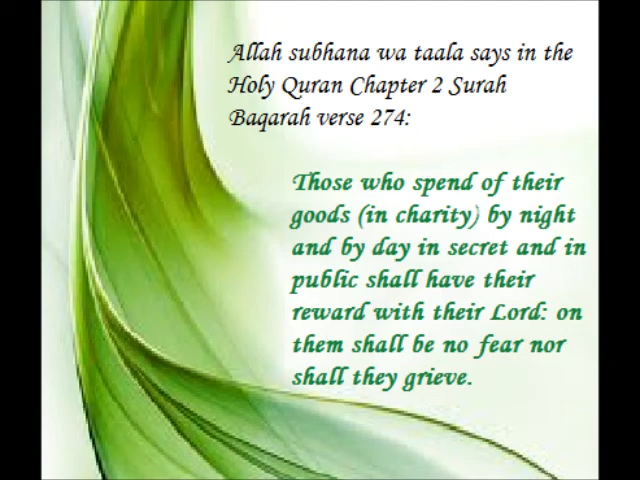 Allah subhana wa taala says in the
Holy Quran Chapter 2 Surah
Baqarah verse 274:
Those who spend of their
goods (in charity) by night
and by day in secret and in
public shall have their
reward with their Lord: on
them shall be no fear nor
shall they grieve.